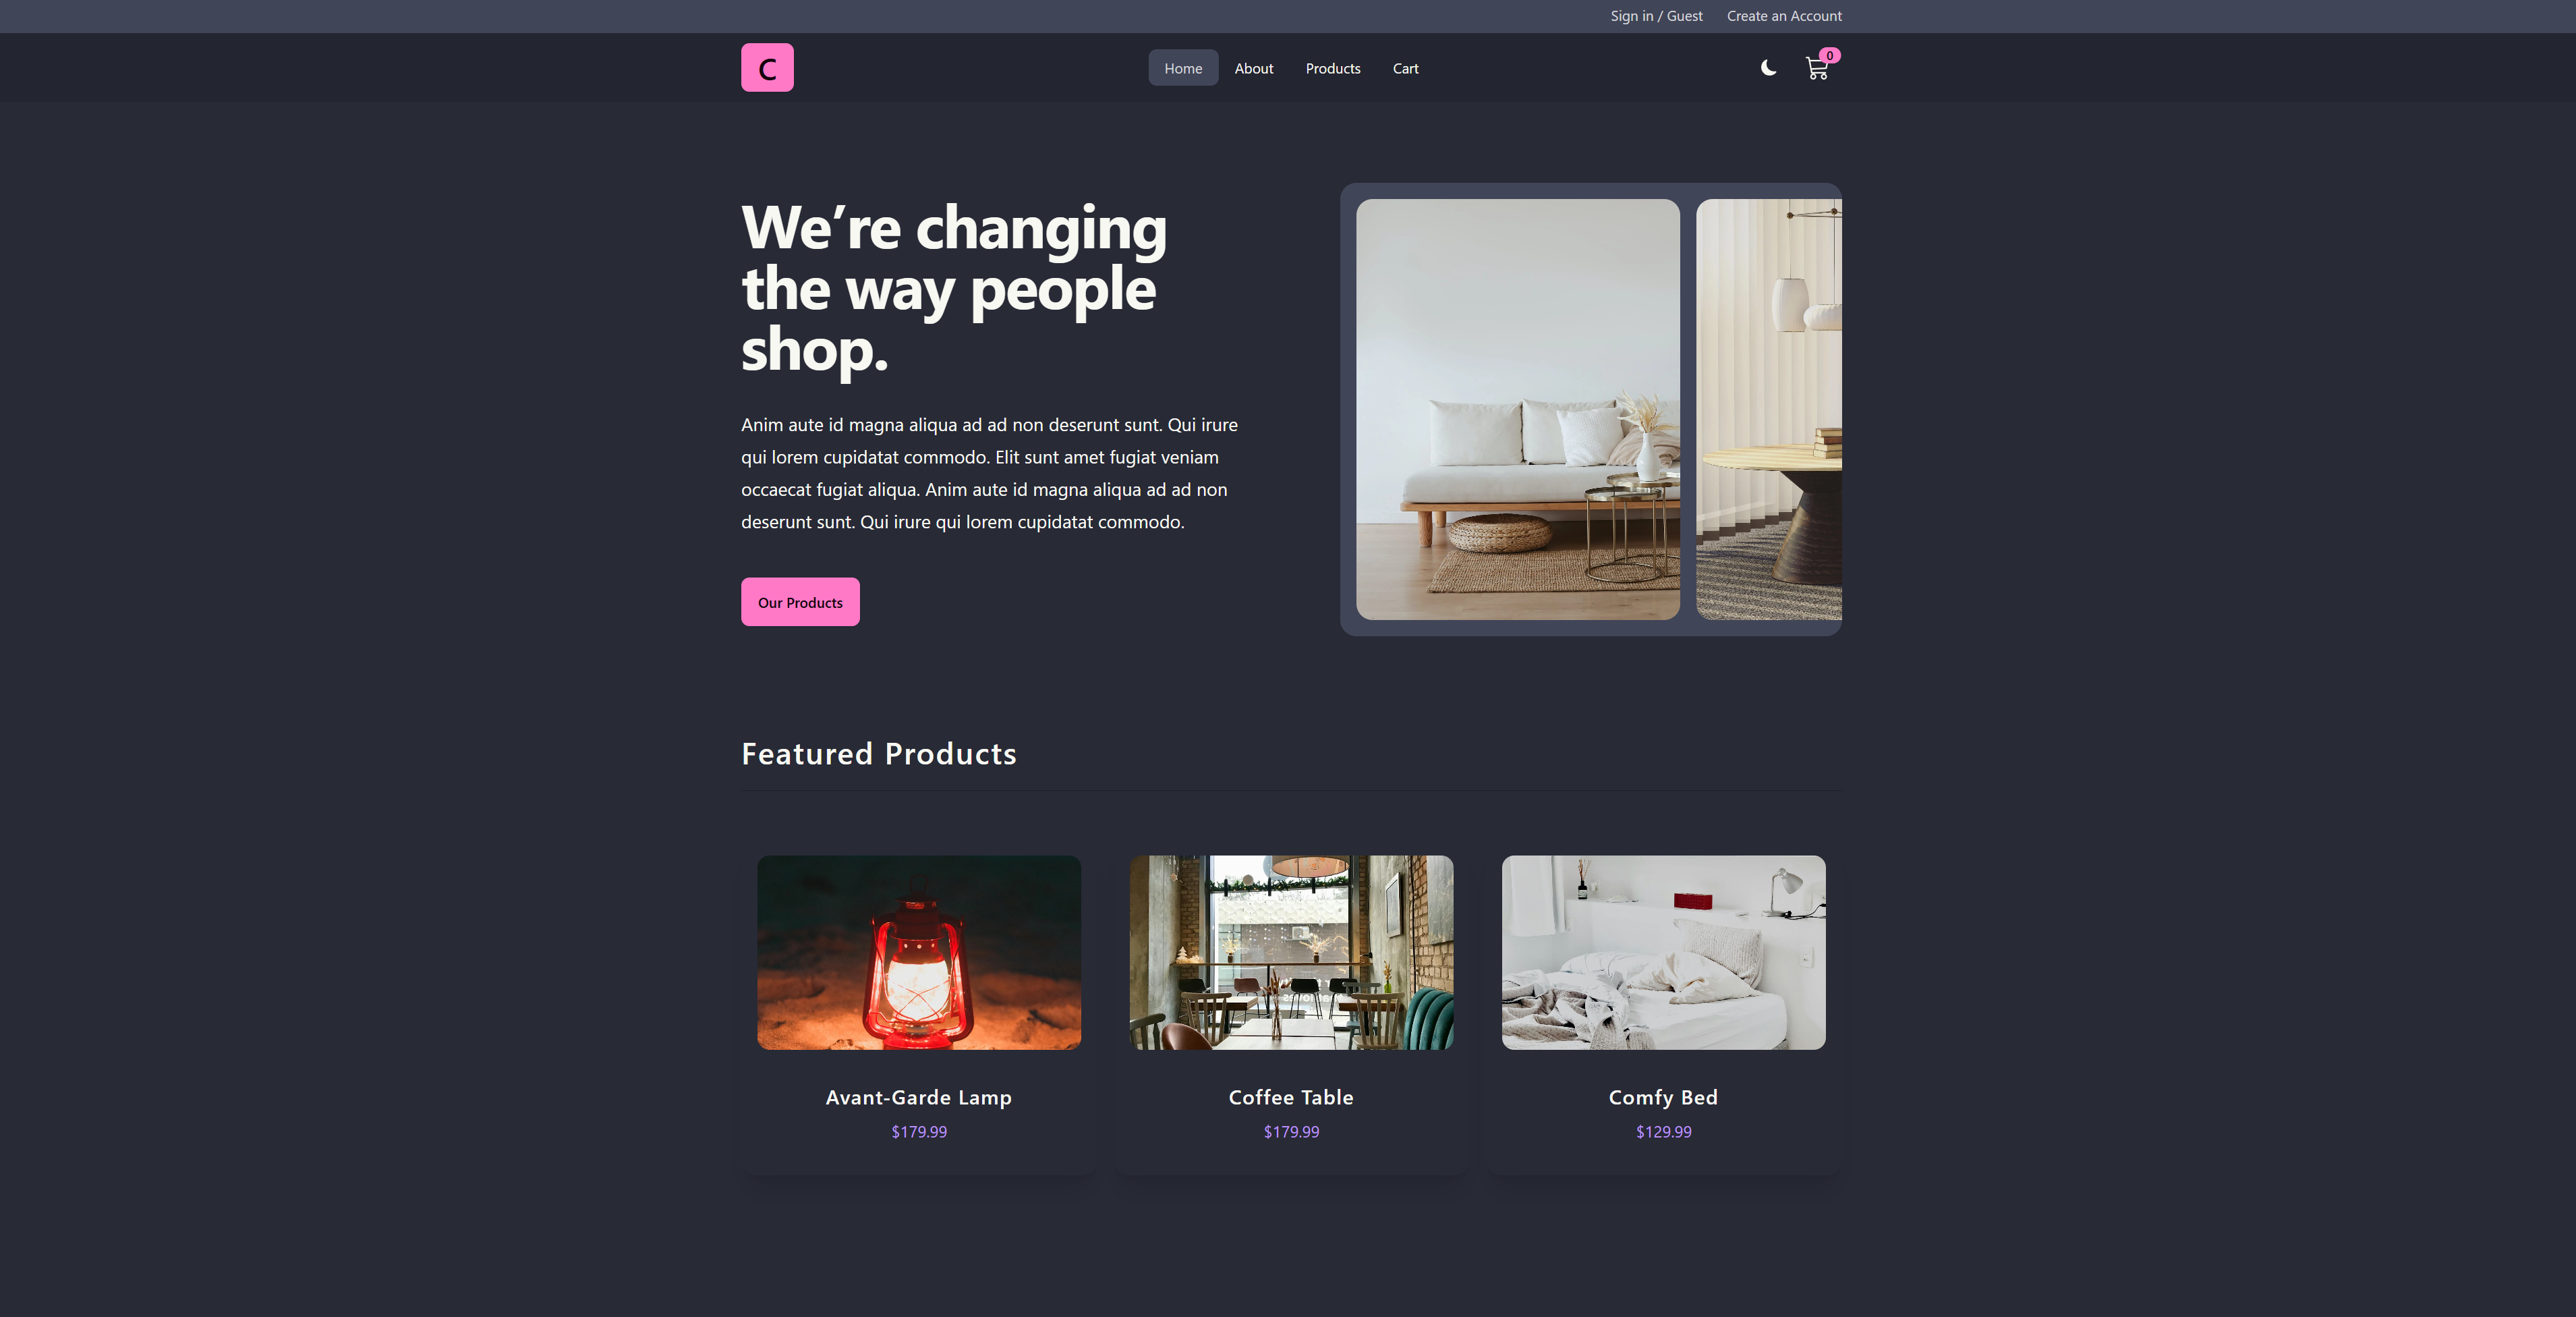 Sign in / Guest Create an Account
C
Home About Products Cart
0
We’re changing
the way people
shop.
Anim aute id magna aliqua ad ad non deserunt sunt. Qui irure
qui lorem cupidatat commodo. Elit sunt amet fugiat veniam
occaecat fugiat aliqua. Anim aute id magna aliqua ad ad non
deserunt sunt. Qui irure qui lorem cupidatat commodo.
Our Products
Featured Products
Avant-Garde Lamp
$179.99
Coffee Table
$179.99
Comfy Bed
$129.99